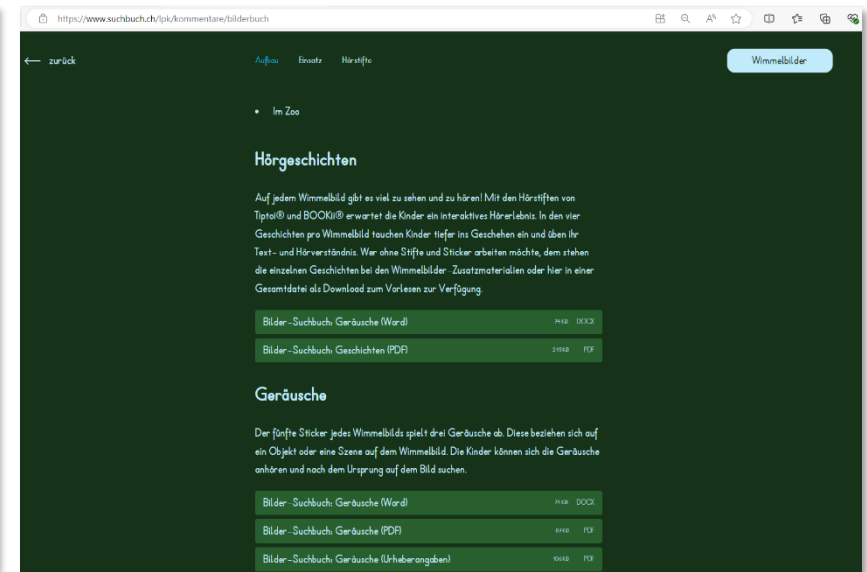 https://www.suchbuch.ch/lpk/kommentare/bilderbuch
← zurück
Aufbau Einsatz Hörstifte
Wimmelbilder
• Im Zoo
Hörgeschichten
Auf jedem Wimmelbild gibt es viel zu sehen und zu hören! Mit den Hörstiften von
Tiptoi® und BOOKii® erwartet die Kinder ein interaktives Hörerlebnis. In den vier
Geschichten pro Wimmelbild tauchen Kinder tiefer ins Geschehen ein und üben ihr
Text- und Hörverständnis. Wer ohne Stifte und Sticker arbeiten möchte, dem stehen
die einzelnen Geschichten bei den Wimmelbilder-Zusatzmaterialien oder hier in einer
Gesamtdatei als Download zum Vorlesen zur Verfügung.
Bilder-Suchbuch: Geräusche (Word) DOCX
Bilder-Suchbuch: Geschichten (PDF) PDF
Geräusche
Der fünfte Sticker jedes Wimmelbilds spielt drei Geräusche ab. Diese beziehen sich auf
ein Objekt oder eine Szene auf dem Wimmelbild. Die Kinder können sich die Geräusche
anhören und nach dem Ursprung auf dem Bild suchen.
Bilder-Suchbuch: Geräusche (Word) DOCX
Bilder-Suchbuch: Geräusche (PDF) PDF
Bilder-Suchbuch: Geräusche (Urheberangaben) PDF